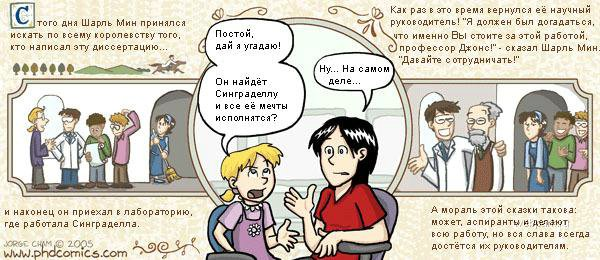 С того дня Шарль Мин принялся
искать по всему королевству того,
кто написал эту диссертацию...
и наконец он приехал в лабораторию,
где работала Синграделла.
Постой,
дай я угадаю!
Он найдёт
Синграделлу
и все её мечты
исполнятся?
Ну... На самом
деле...
Как раз в это время вернулся её научный
руководитель! "Я должен был догадаться,
что именно Вы стоите за этой работой,
профессор Джонс!" - сказал Шарль Мин.
"Давайте сотрудничать!"
А мораль этой сказки такова:
может, аспиранты и делают
всю работу, но вся слава всегда
достётся их руководителям.
JORGE CHAM © 2005
www.phdcomics.com